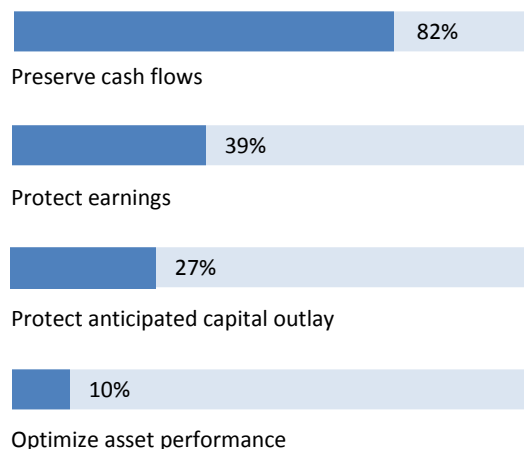 82%
Preserve cash flows
39%
Protect earnings
27%
Protect anticipated capital outlay
10%
Optimize asset performance